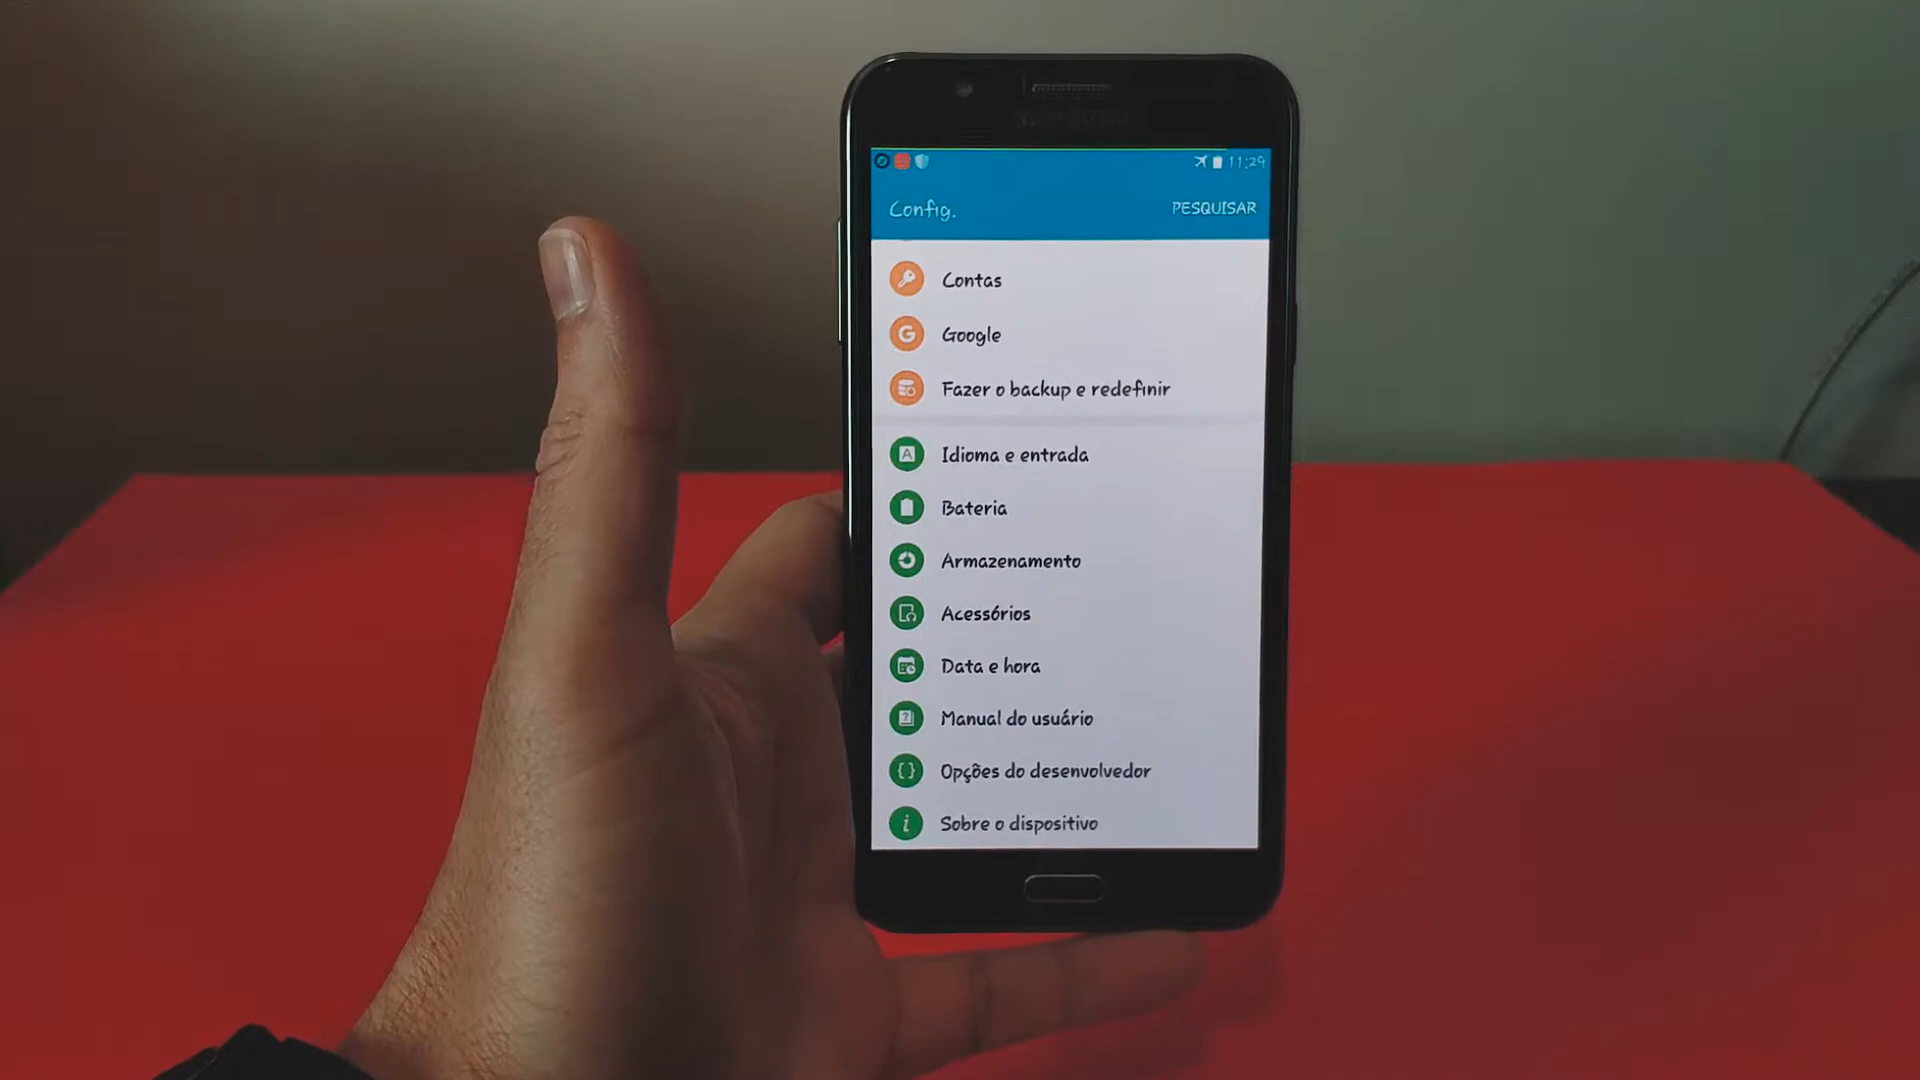 SAMSUNG
11:29
Config.
PESQUISAR
Contas
Google
Fazer o backup e redefinir
Idioma e entrada
Bateria
Armazenamento
Acessórios
Data e hora
Manual do usuário
Opções do desenvolvedor
Sobre o dispositivo